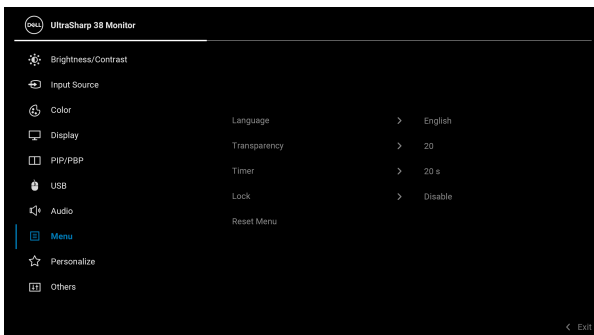 DELL UltraSharp 38 Monitor
Brightness/Contrast
Input Source
Color
Display
PIP/PBP
USB
Audio
Menu
Personalize
Others
Language > English
Transparency > 20
Timer > 20 s
Lock > Disable
Reset Menu
< Exit